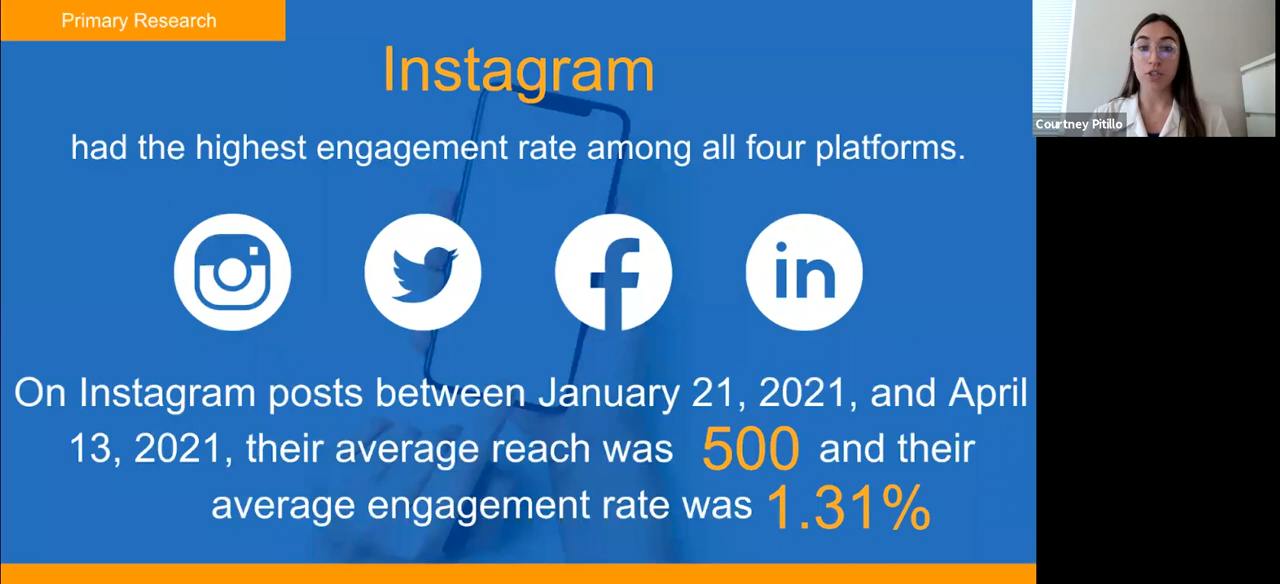 Primary Research
Instagram
had the highest engagement rate among all four platforms.
in
On Instagram posts between January 21, 2021, and April
13, 2021, their average reach was 500 and their
average engagement rate was 1.31%
Courtney Pitillo